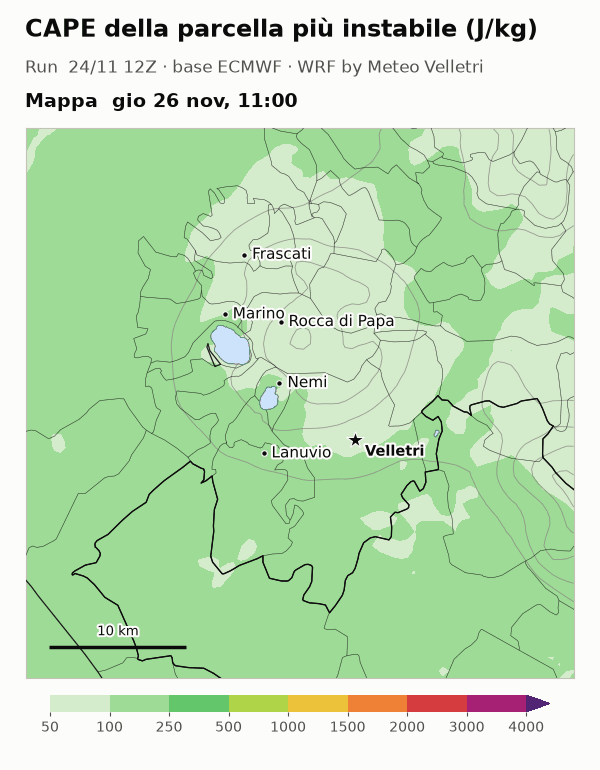 CAPE della parcella più instabile (J/kg)
Run  24/11 12Z · base ECMWF · WRF by Meteo Velletri
Mappa  gio 26 nov, 11:00
Frascati
Marino
Rocca di Papa
Nemi
Velletri
Lanuvio
10 km
50 100 250 500 1000 1500 2000 3000 4000